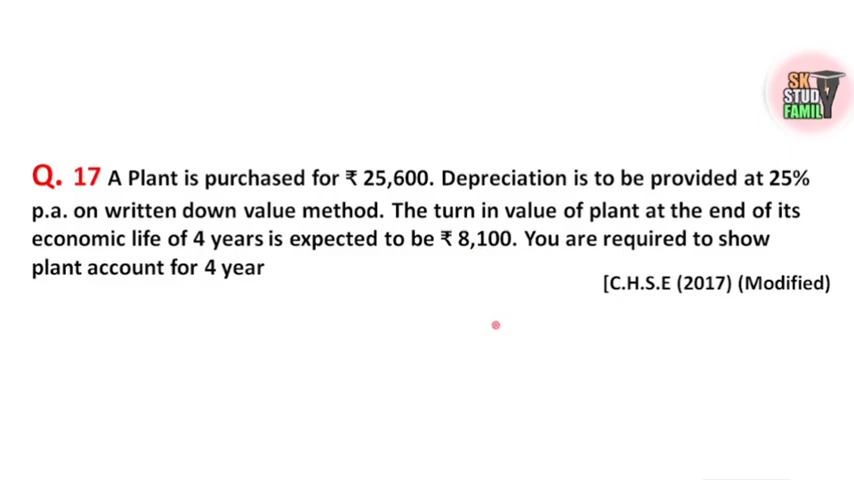 SK
STUDY
FAMILY
Q. 17 A Plant is purchased for ₹ 25,600. Depreciation is to be provided at 25%
p.a. on written down value method. The turn in value of plant at the end of its
economic life of 4 years is expected to be ₹ 8,100. You are required to show
plant account for 4 year
[C.H.S.E (2017) (Modified)